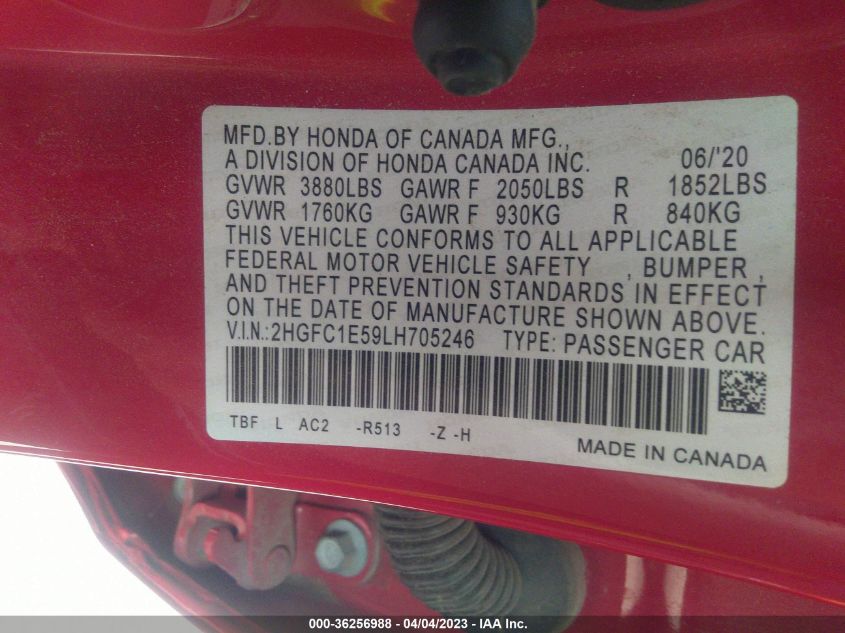 MFD.BY HONDA OF CANADA MFG.,
A DIVISION OF HONDA CANADA INC. 06/'20
GVWR 3880LBS GAWR F 2050LBS R 1852LBS
GVWR 1760KG GAWR F 930KG R 840KG
THIS VEHICLE CONFORMS TO ALL APPLICABLE
FEDERAL MOTOR VEHICLE SAFETY , BUMPER ,
AND THEFT PREVENTION STANDARDS IN EFFECT
ON THE DATE OF MANUFACTURE SHOWN ABOVE.
V.I.N.:2HGFC1E59LH705246 TYPE: PASSENGER CAR
TBF L AC2 -R513 -Z -H
MADE IN CANADA
000-36256988 - 04/04/2023 - IAA Inc.